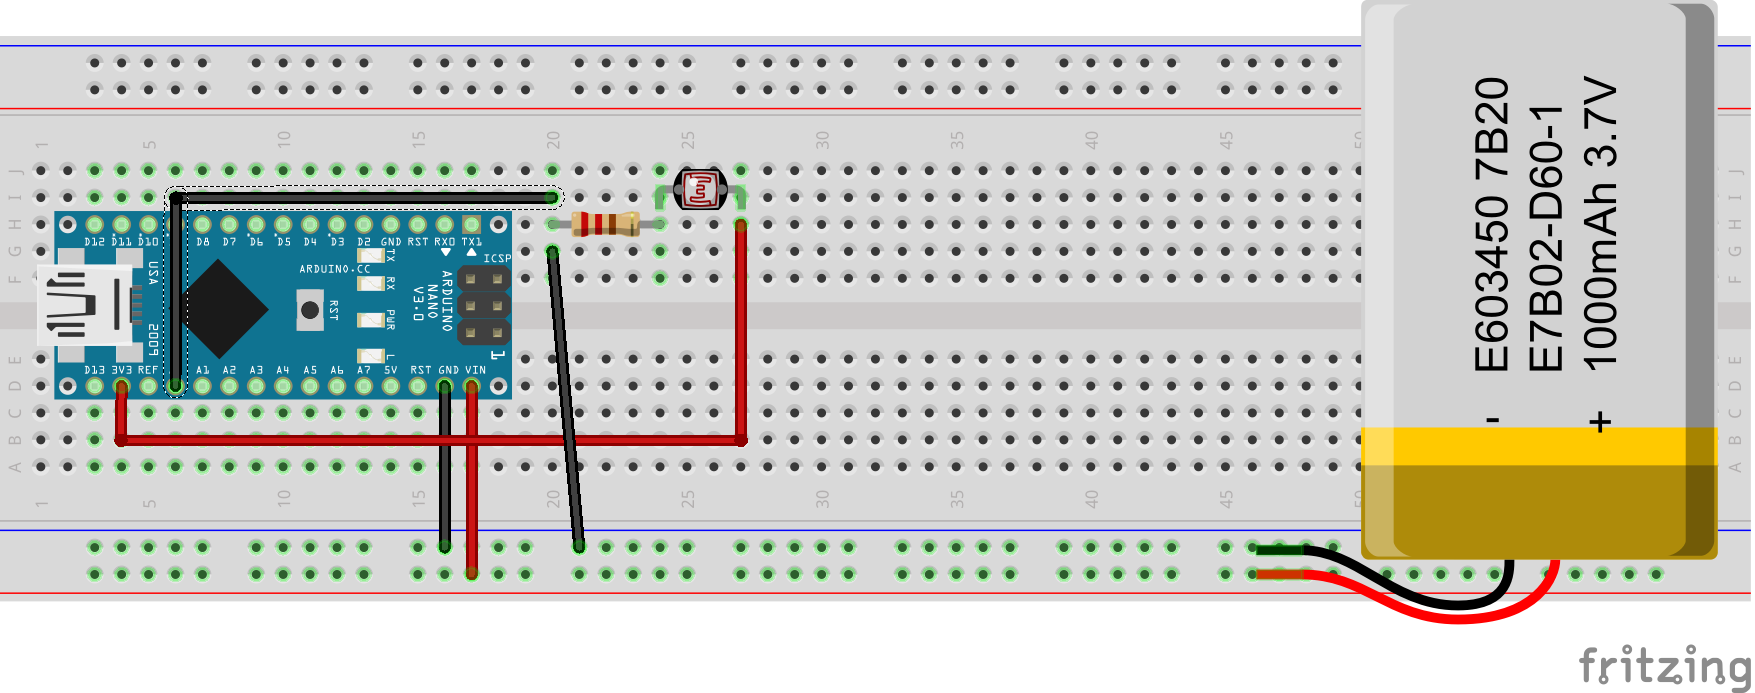 1 5 10 15 20 25 30 35 40 45 50
J
I
H
G
F
E
D
C
B
A
J
I
H
G
F
E
D
C
B
A
D12 D11 D10 D8 D7 D6 D5 D4 D3 D2 GND RST RX0 TX1
ICSP
USA
2009
ARDUINO.CC
RST
TX
RX
PWR
L
ARDUINO
NANO
V3.0
1
D13 3V3 REF A1 A2 A3 A4 A5 A6 A7 5V RST GND VIN
1 5 10 15 20 25 30 35 40 45 50
E603450 7B20
E7B02-D60-1
1000mAh 3.7V
- +
fritzing